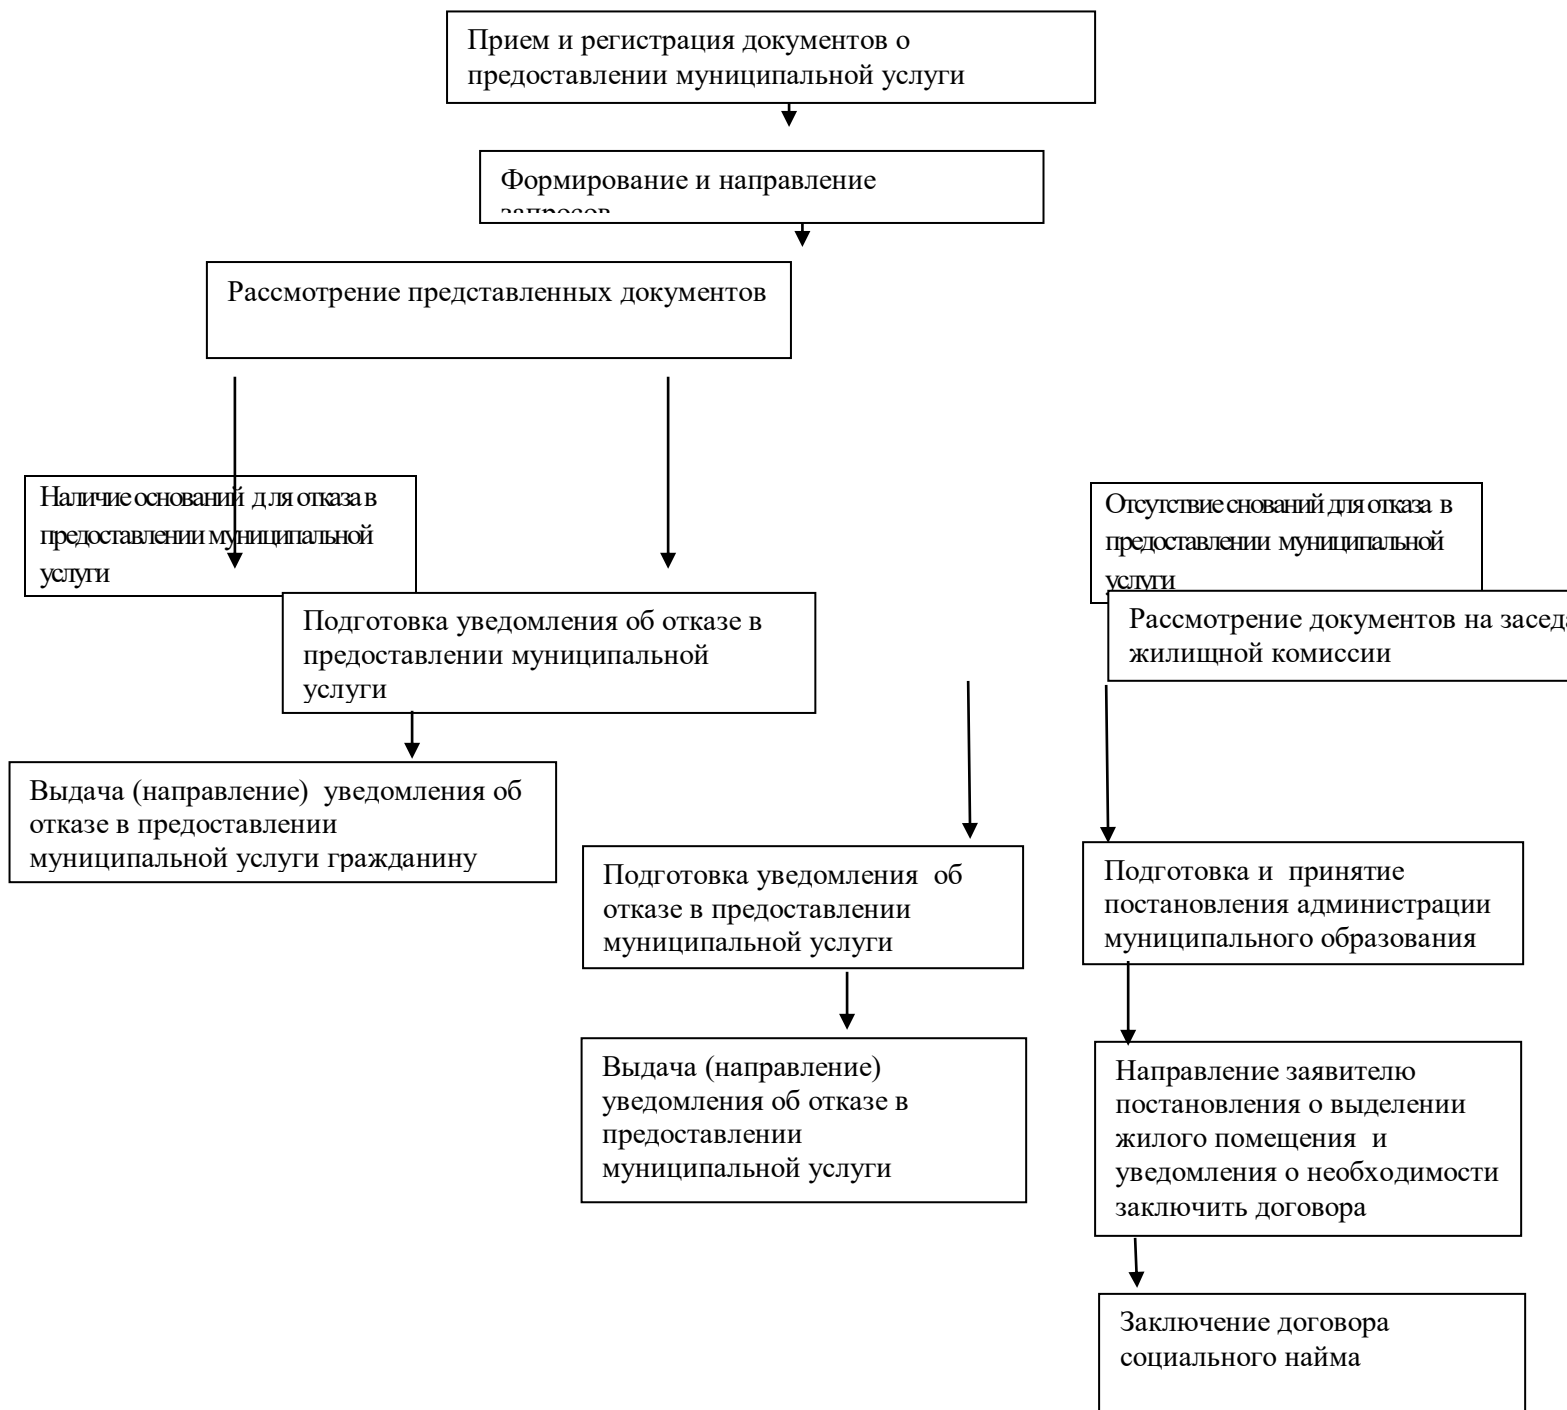 Прием и регистрация документов о
предоставлении муниципальной услуги
Формирование и направление
запросов
Рассмотрение представленных документов
Наличие оснований для отказа в
предоставлении муниципальной
услуги
Отсутствие снований для отказа в
предоставлении муниципальной
услуги
Подготовка уведомления об отказе в
предоставлении муниципальной
услуги
Рассмотрение документов на
жилищной комиссии
Выдача (направление) уведомления об
отказе в предоставлении
муниципальной услуги гражданину
Подготовка уведомления об
отказе в предоставлении
муниципальной услуги
Подготовка и принятие
постановления администрации
муниципального образования
Выдача (направление)
уведомления об отказе в
предоставлении
муниципальной услуги
Направление заявителю
постановления о выделении
жилого помещения и
уведомления о необходимости
заключить договора
Заключение договора
социального найма